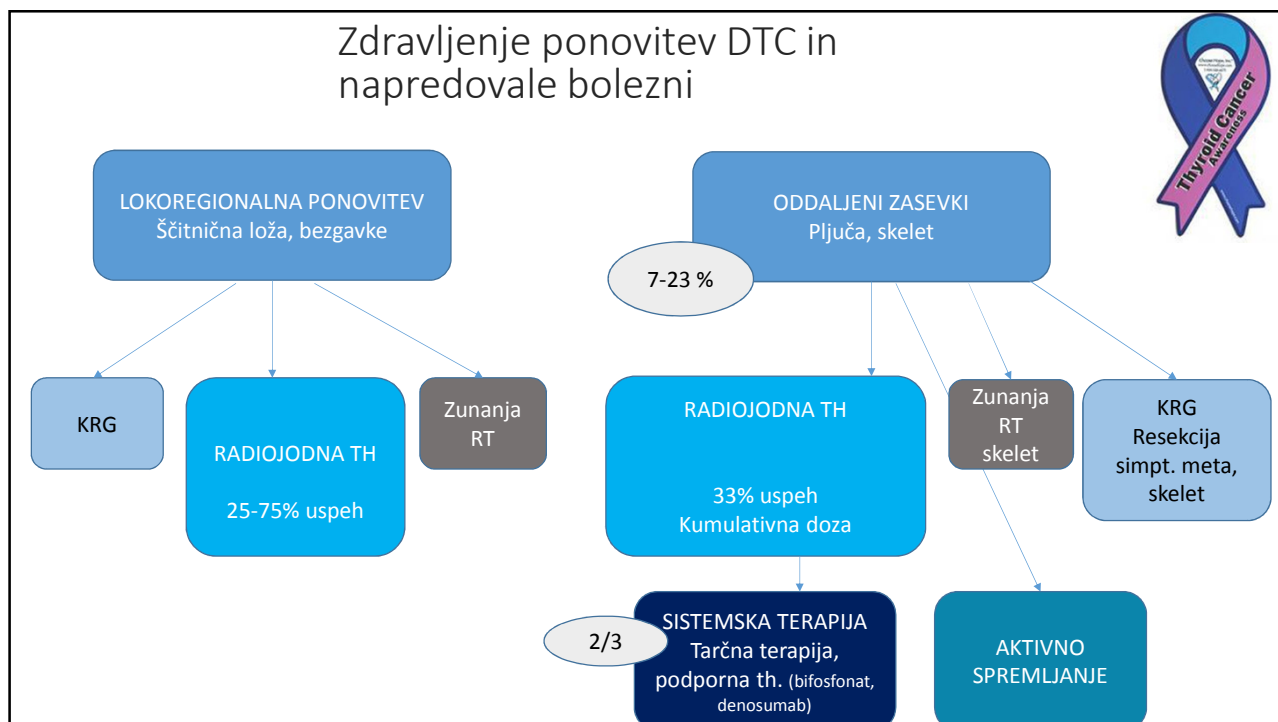 Zdravljenje ponovitev DTC in
napredovale bolezni
Thyroid Cancer
Awareness
LOKOREGIONALNA PONOVITEV
Ščitnična loža, bezgavke
ODDALJENI ZASEVKI
Pljuča, skelet
7-23 %
KRG
RADIOJODNA TH
25-75% uspeh
Zunanja
RT
RADIOJODNA TH
33% uspeh
Kumulativna doza
Zunanja
RT
skelet
KRG
Resekcija
simpt. meta,
skelet
2/3
SISTEMSKA TERAPIJA
Tarčna terapija,
podporna th. (bifosfonat,
denosumab)
AKTIVNO
SPREMLJANJE